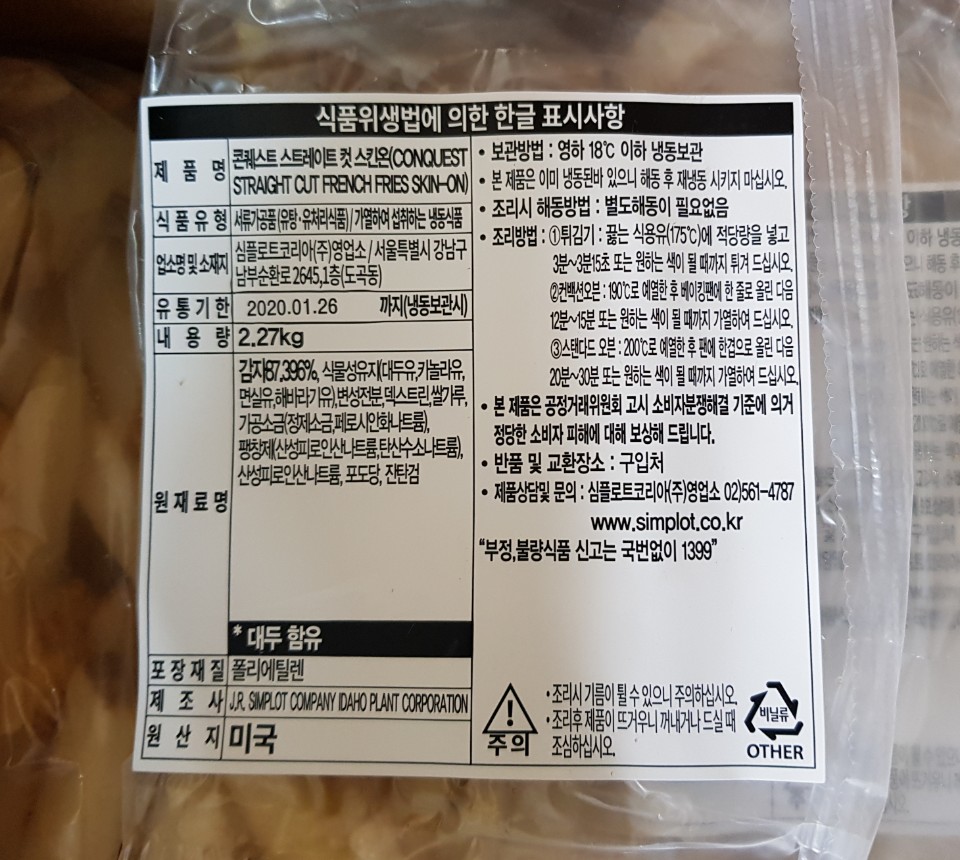 식품위생법에 의한 한글 표시사항
제 품 명
콘퀘스트 스트레이트 컷 스킨온(CONQUEST
STRAIGHT CUT FRENCH FRIES SKIN-ON)
식 품 유 형
서류가공품(유탕·유처리식품) / 가열하여 섭취하는 냉동식품
업소명 및 소재지
심플로트코리아(주)영업소 / 서울특별시 강남구
남부순환로 2645,1층(도곡동)
유 통 기 한
2020.01.26 까지(냉동보관시)
내 용 량
2.27kg
원 재 료 명
감자87.396%, 식물성유지(대두유,카놀라유,
면실유,해바라기유),변성전분,덱스트린,쌀가루,
가공소금(정제소금,페로시안화나트륨),
팽창제(산성피로인산나트륨,탄산수소나트륨),
산성피로인산나트륨, 포도당, 잔탄검
* 대두 함유
포 장 재 질
폴리에틸렌
제 조 사
J.R. SIMPLOT COMPANY IDAHO PLANT CORPORATION
원 산 지
미국
• 보관방법 : 영하 18℃ 이하 냉동보관
• 본 제품은 이미 냉동된바 있으니 해동 후 재냉동 시키지 마십시오.
• 조리시 해동방법 : 별도해동이 필요없음
• 조리방법 : ①튀김기 : 끓는 식용유(175℃)에 적당량을 넣고
3분~3분15초 또는 원하는 색이 될 때까지 튀겨 드십시오.
②컨백션오븐 : 190℃로 예열한 후 베이킹팬에 한 줄로 올린 다음
12분~15분 또는 원하는 색이 될 때까지 가열하여 드십시오.
③스탠다드 오븐 : 200℃로 예열한 후 팬에 한겹으로 올린 다음
20분~30분 또는 원하는 색이 될 때까지 가열하여 드십시오.
• 본 제품은 공정거래위원회 고시 소비자분쟁해결 기준에 의거
정당한 소비자 피해에 대해 보상해 드립니다.
• 반품 및 교환장소 : 구입처
• 제품상담및 문의 : 심플로트코리아(주)영업소 02)561-4787
www.simplot.co.kr
“부정,불량식품 신고는 국번없이 1399”
주의
• 조리시 기름이 튈 수 있으니 주의하십시오.
• 조리후 제품이 뜨거우니 꺼내거나 드실 때
조심하십시오.
비닐류
OTHER